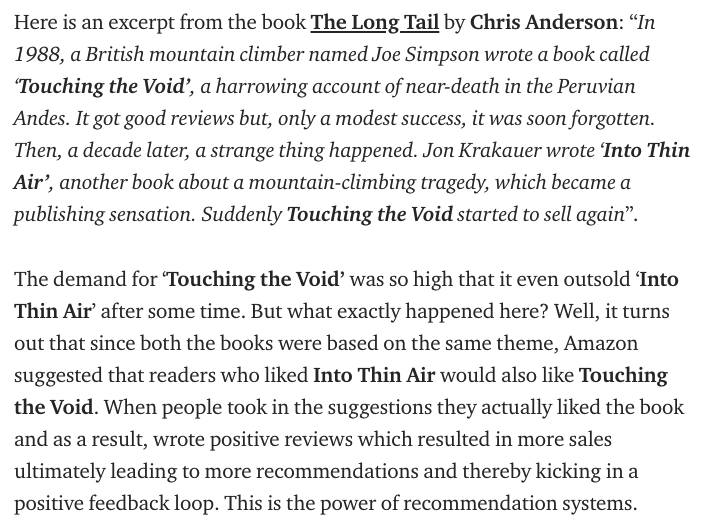 Here is an excerpt from the book The Long Tail by Chris Anderson: “In
1988, a British mountain climber named Joe Simpson wrote a book called
‘Touching the Void’, a harrowing account of near-death in the Peruvian
Andes. It got good reviews but, only a modest success, it was soon forgotten.
Then, a decade later, a strange thing happened. Jon Krakauer wrote ‘Into Thin
Air’, another book about a mountain-climbing tragedy, which became a
publishing sensation. Suddenly Touching the Void started to sell again”.
The demand for ‘Touching the Void’ was so high that it even outsold ‘Into
Thin Air’ after some time. But what exactly happened here? Well, it turns
out that since both the books were based on the same theme, Amazon
suggested that readers who liked Into Thin Air would also like Touching
the Void. When people took in the suggestions they actually liked the book
and as a result, wrote positive reviews which resulted in more sales
ultimately leading to more recommendations and thereby kicking in a
positive feedback loop. This is the power of recommendation systems.